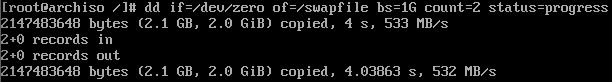 [root@archiso /]# dd if=/dev/zero of=/swapfile bs=1G count=2 status=progress
2147483648 bytes (2.1 GB, 2.0 GiB) copied, 4 s, 533 MB/s
2+0 records in
2+0 records out
2147483648 bytes (2.1 GB, 2.0 GiB) copied, 4.03863 s, 532 MB/s